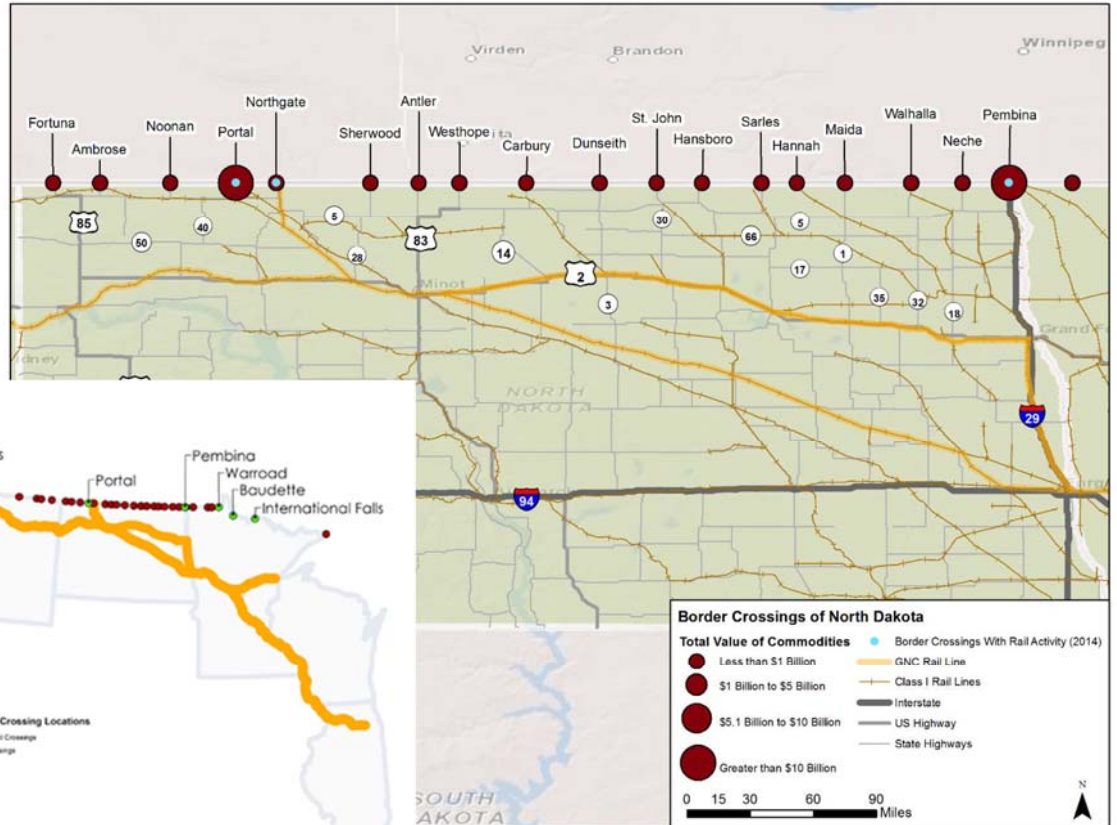 Virden
Brandon
Winnipeg
Fortuna
Ambrose
Noonan
Portal
Northgate
Sherwood
Antler
Westhope
Carbury
Dunseith
St. John
Hansboro
Sarles
Hannah
Maida
Walhalla
Neche
Pembina
85
50
40
5
28
83
14
2
3
30
66
5
17
1
35
32
18
Minot
Grand
idney
NORTH
DAKOTA
29
94
SOUTH
DAKOTA
Portal
Pembina
Warroad
Baudette
International Falls
Crossing Locations
Border Crossings of North Dakota
Total Value of Commodities
Less than $1 Billion
$1 Billion to $5 Billion
$5.1 Billion to $10 Billion
Greater than $10 Billion
Border Crossings With Rail Activity (2014)
GNC Rail Line
Class I Rail Lines
Interstate
US Highway
State Highways
0 15 30 60 90
Miles
N